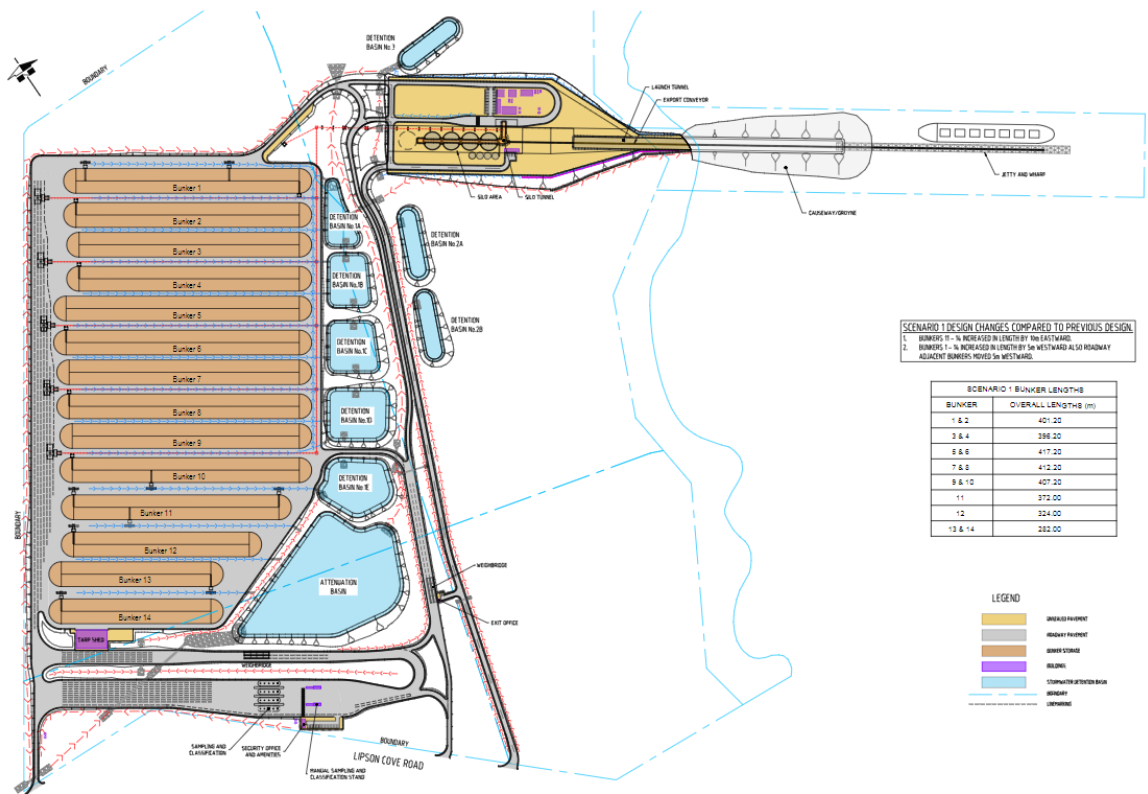 DETENTION
BASIN No.3
BOUNDARY
LAUNCH TUNNEL
EXPORT CONVEYOR
JETTY AND WHARF
CAUSEWAY/GROYNE
SILO AREA
SILO TUNNEL
Bunker 1
Bunker 2
Bunker 3
Bunker 4
Bunker 5
Bunker 6
Bunker 7
Bunker 8
Bunker 9
Bunker 10
Bunker 11
Bunker 12
Bunker 13
Bunker 14
DETENTION
BASIN No.1A
DETENTION
BASIN No.2A
DETENTION
BASIN No.1B
DETENTION
BASIN No.2B
DETENTION
BASIN No.1C
DETENTION
BASIN No.1D
DETENTION
BASIN No.1E
ATTENUATION
BASIN
BOUNDARY
WEIGHBRIDGE
EXIT OFFICE
TARP SHED
WEIGHBRIDGE
SAMPLING AND
CLASSIFICATION
SECURITY OFFICE
AND AMENITIES
MANUAL SAMPLING AND
CLASSIFICATION STAND
BOUNDARY
LIPSON COVE ROAD
SCENARIO 1 DESIGN CHANGES COMPARED TO PREVIOUS DESIGN.
1. BUNKERS 11 - 14 INCREASED IN LENGTH BY 10m EASTWARD.
2. BUNKERS 1 - 14 INCREASED IN LENGTH BY 5m WESTWARD ALSO ROADWAY
ADJACENT BUNKERS MOVED 5m WESTWARD.
SCENARIO 1 BUNKER LENGTHS
BUNKER OVERALL LENGTHS (m)
1 & 2 401.20
3 & 4 396.20
5 & 6 417.20
7 & 8 412.20
9 & 10 407.20
11 372.00
12 324.00
13 & 14 282.00
LEGEND
UNSEALED PAVEMENT
ROADWAY PAVEMENT
BUNKER STORAGE
BUILDINGS
STORMWATER DETENTION BASIN
BOUNDARY
LINEMARKING